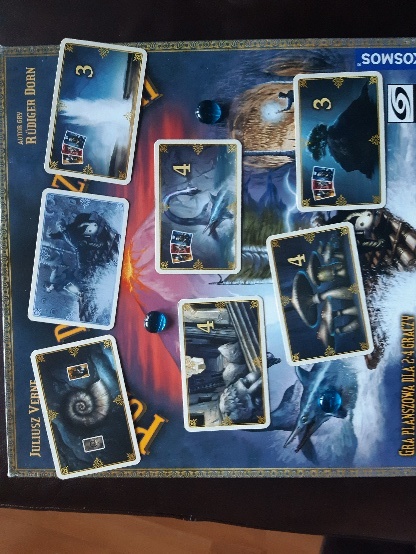 KOSMOS
AUTOR GRY
RÜDIGER DORN
JULIUSZ VERNE
GRA PLANSZOWA DLA 2-4 GRACZY
3
3
4
4
4